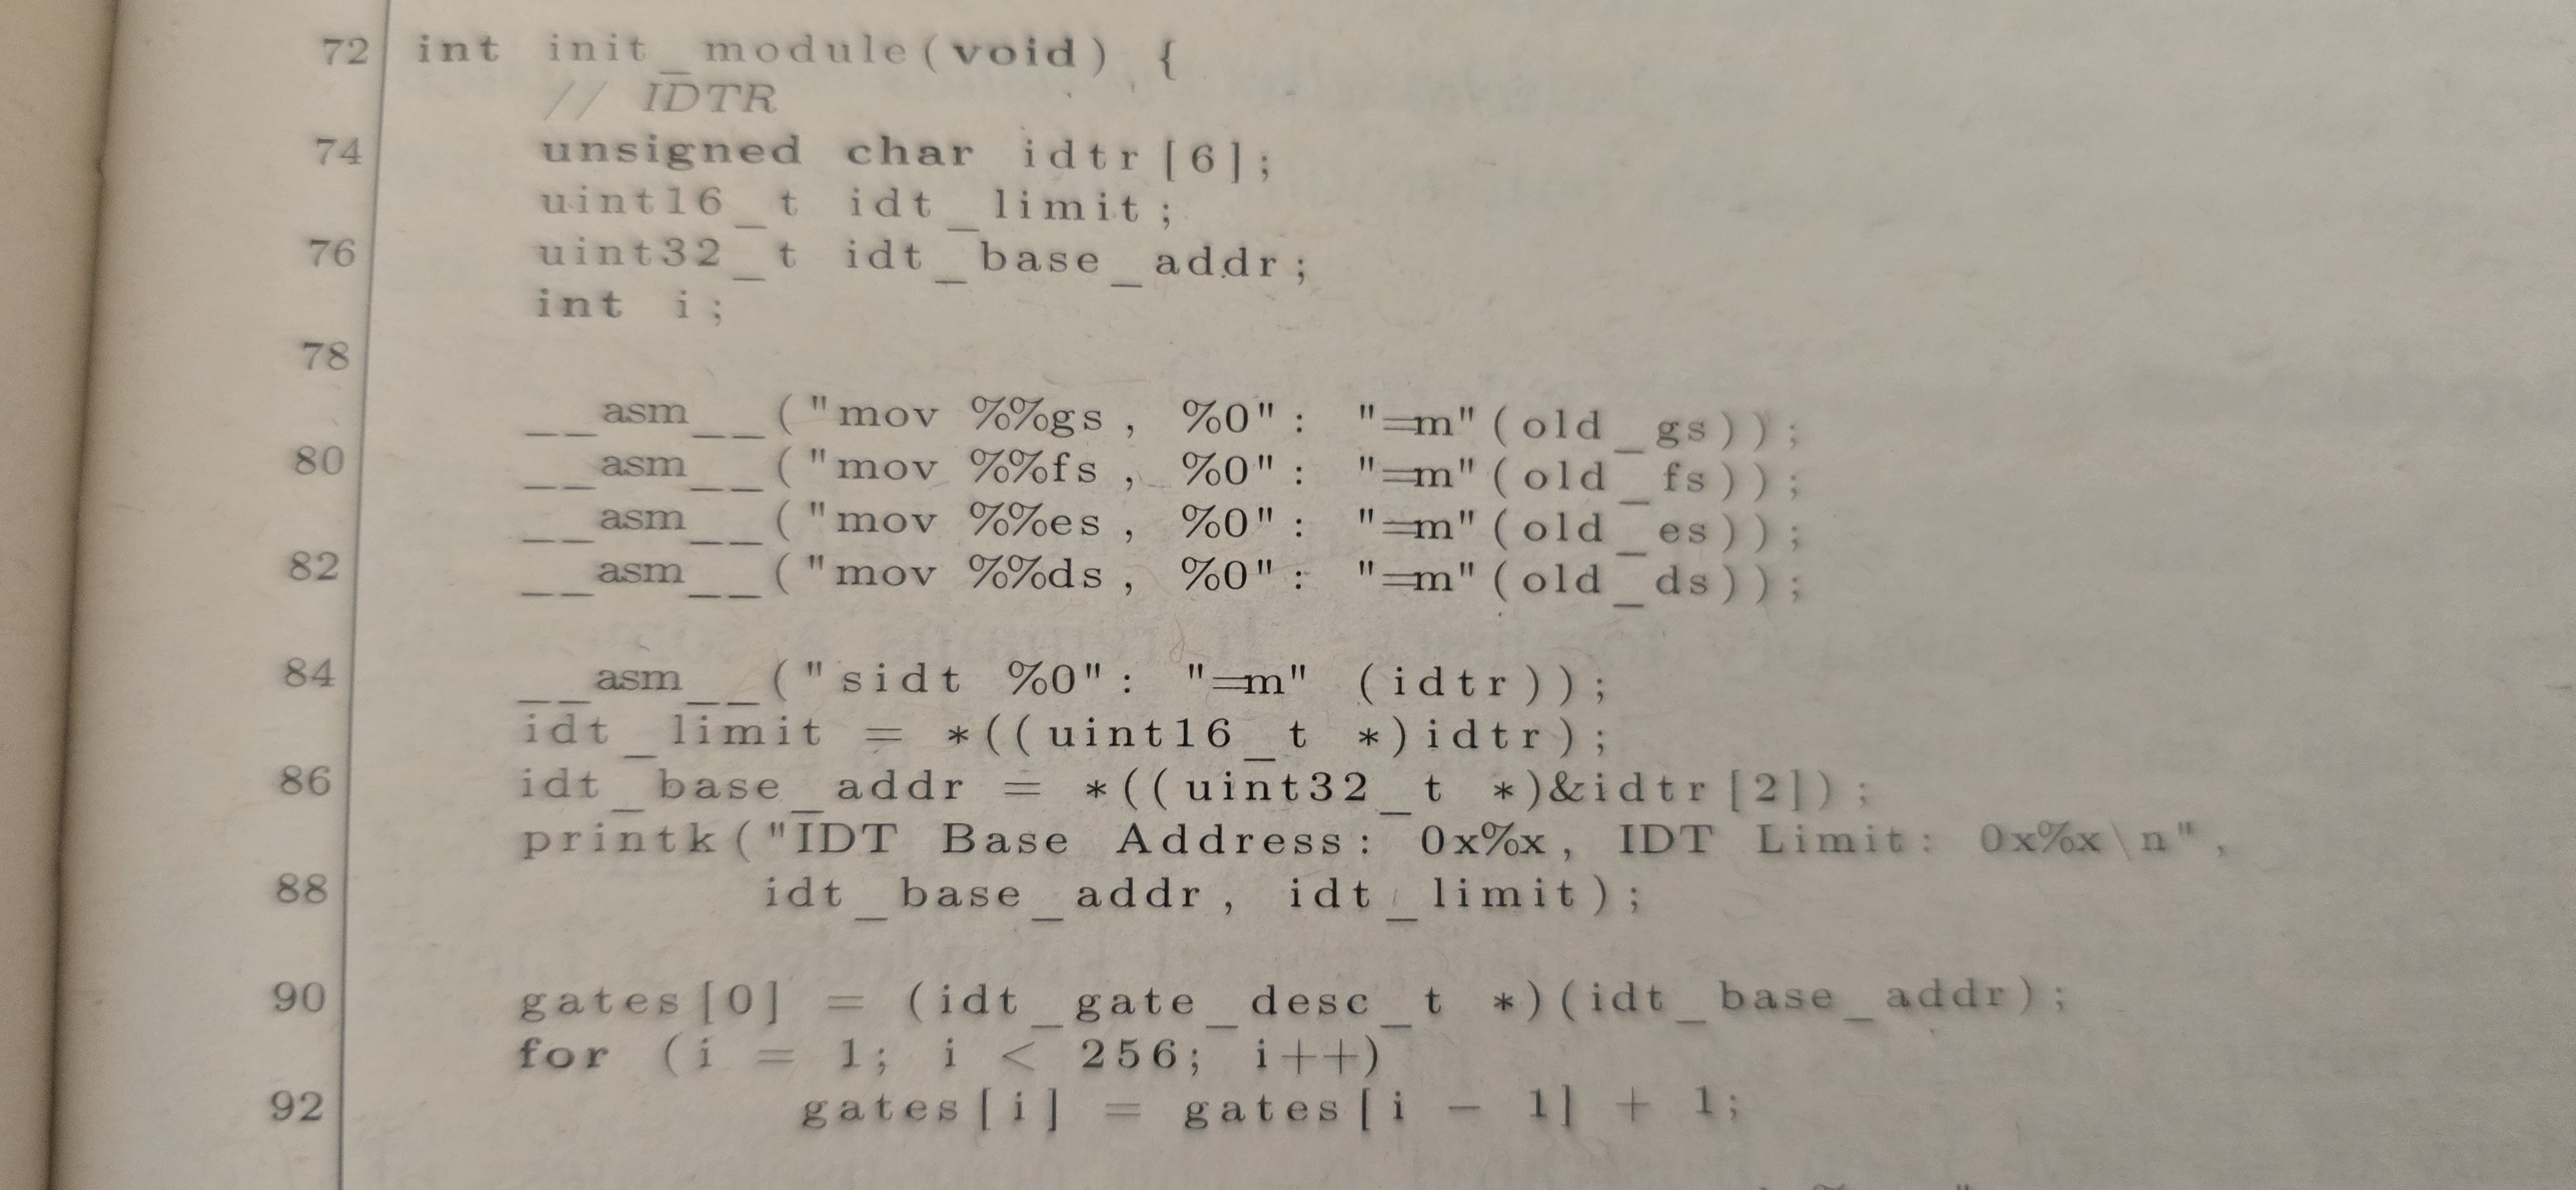 72 int init_module(void) {
// IDTR
74 unsigned char idtr[6];
uint16_t idt_limit;
76 uint32_t idt_base_addr;
int i;
78
__asm__("mov %%gs, %0": "=m"(old_gs));
80 __asm__("mov %%fs, %0": "=m"(old_fs));
__asm__("mov %%es, %0": "=m"(old_es));
82 __asm__("mov %%ds, %0": "=m"(old_ds));
84 __asm__("sidt %0": "=m" (idtr));
idt_limit = *((uint16_t *)idtr);
86 idt_base_addr = *((uint32_t *)&idtr[2]);
printk("IDT Base Address: 0x%x, IDT Limit: 0x%x\n",
88 idt_base_addr, idt_limit);
90 gates[0] = (idt_gate_desc_t *)(idt_base_addr);
for (i = 1; i < 256; i++)
92 gates[i] = gates[i - 1] + 1;